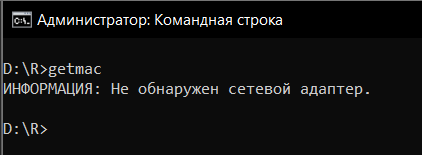 Администратор: Командная строка
D:\R>getmac
ИНФОРМАЦИЯ: Не обнаружен сетевой адаптер.
D:\R>